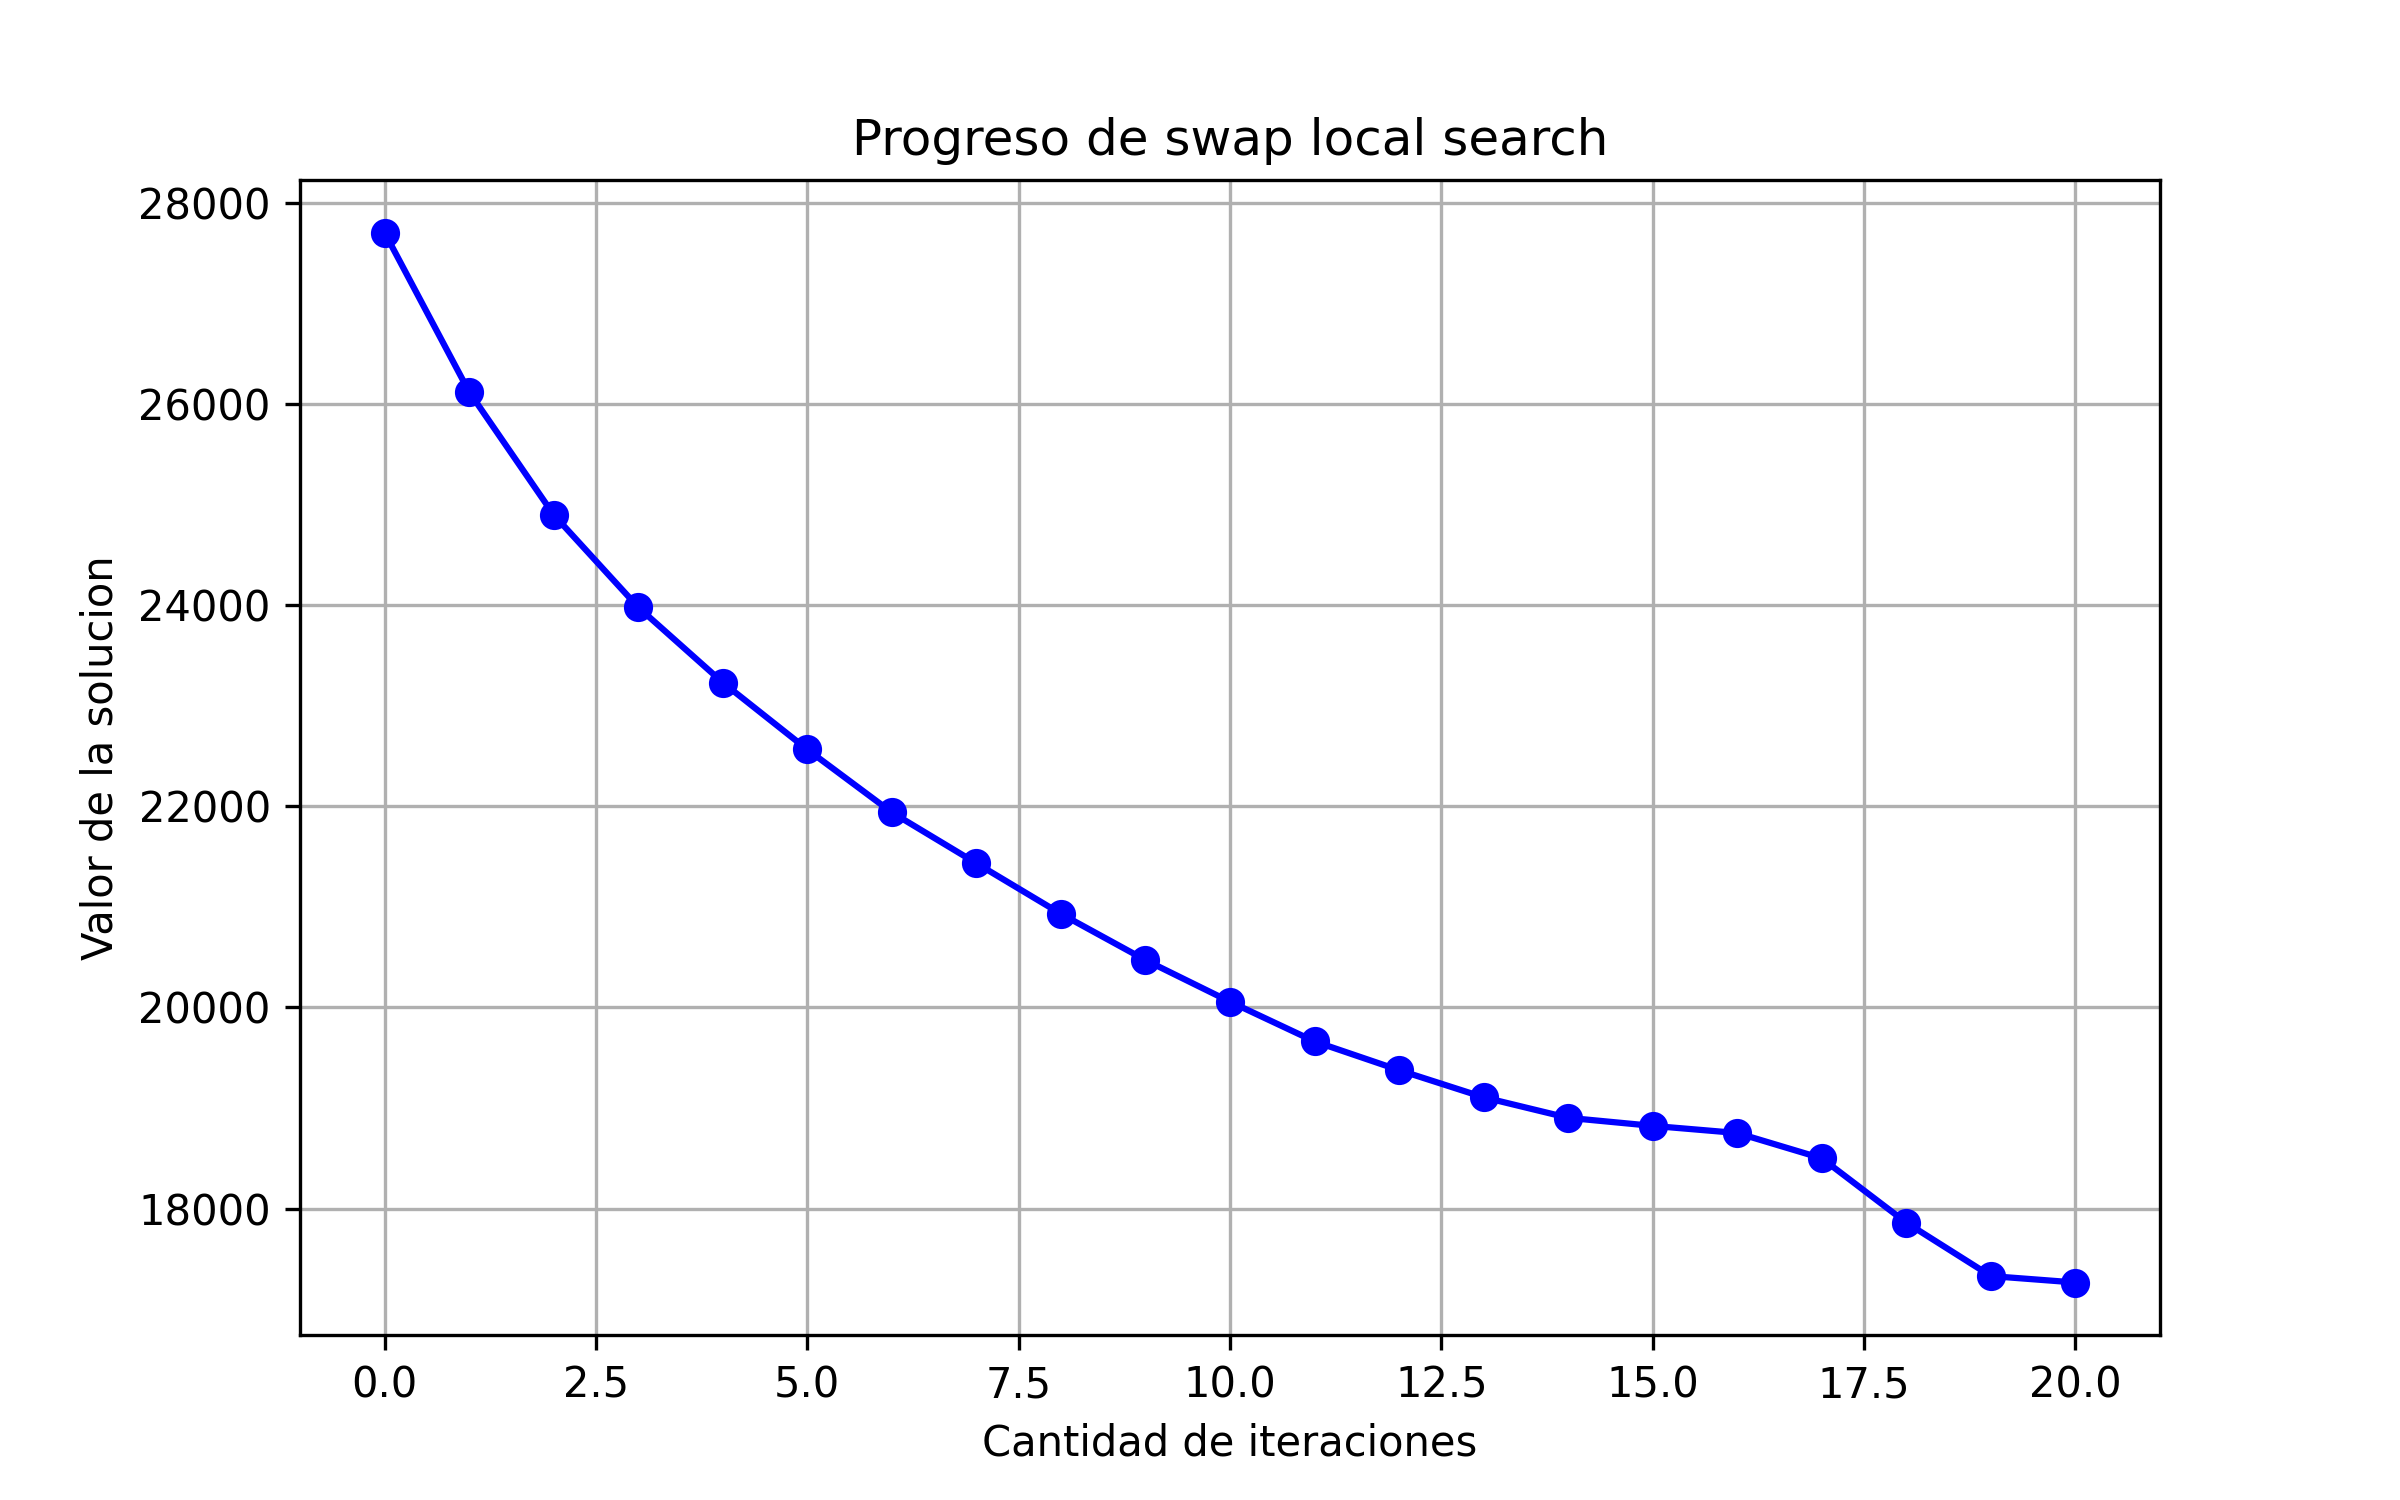 Progreso de swap local search
Valor de la solucion
28000
26000
24000
22000
20000
18000
0.0 2.5 5.0 7.5 10.0 12.5 15.0 17.5 20.0
Cantidad de iteraciones